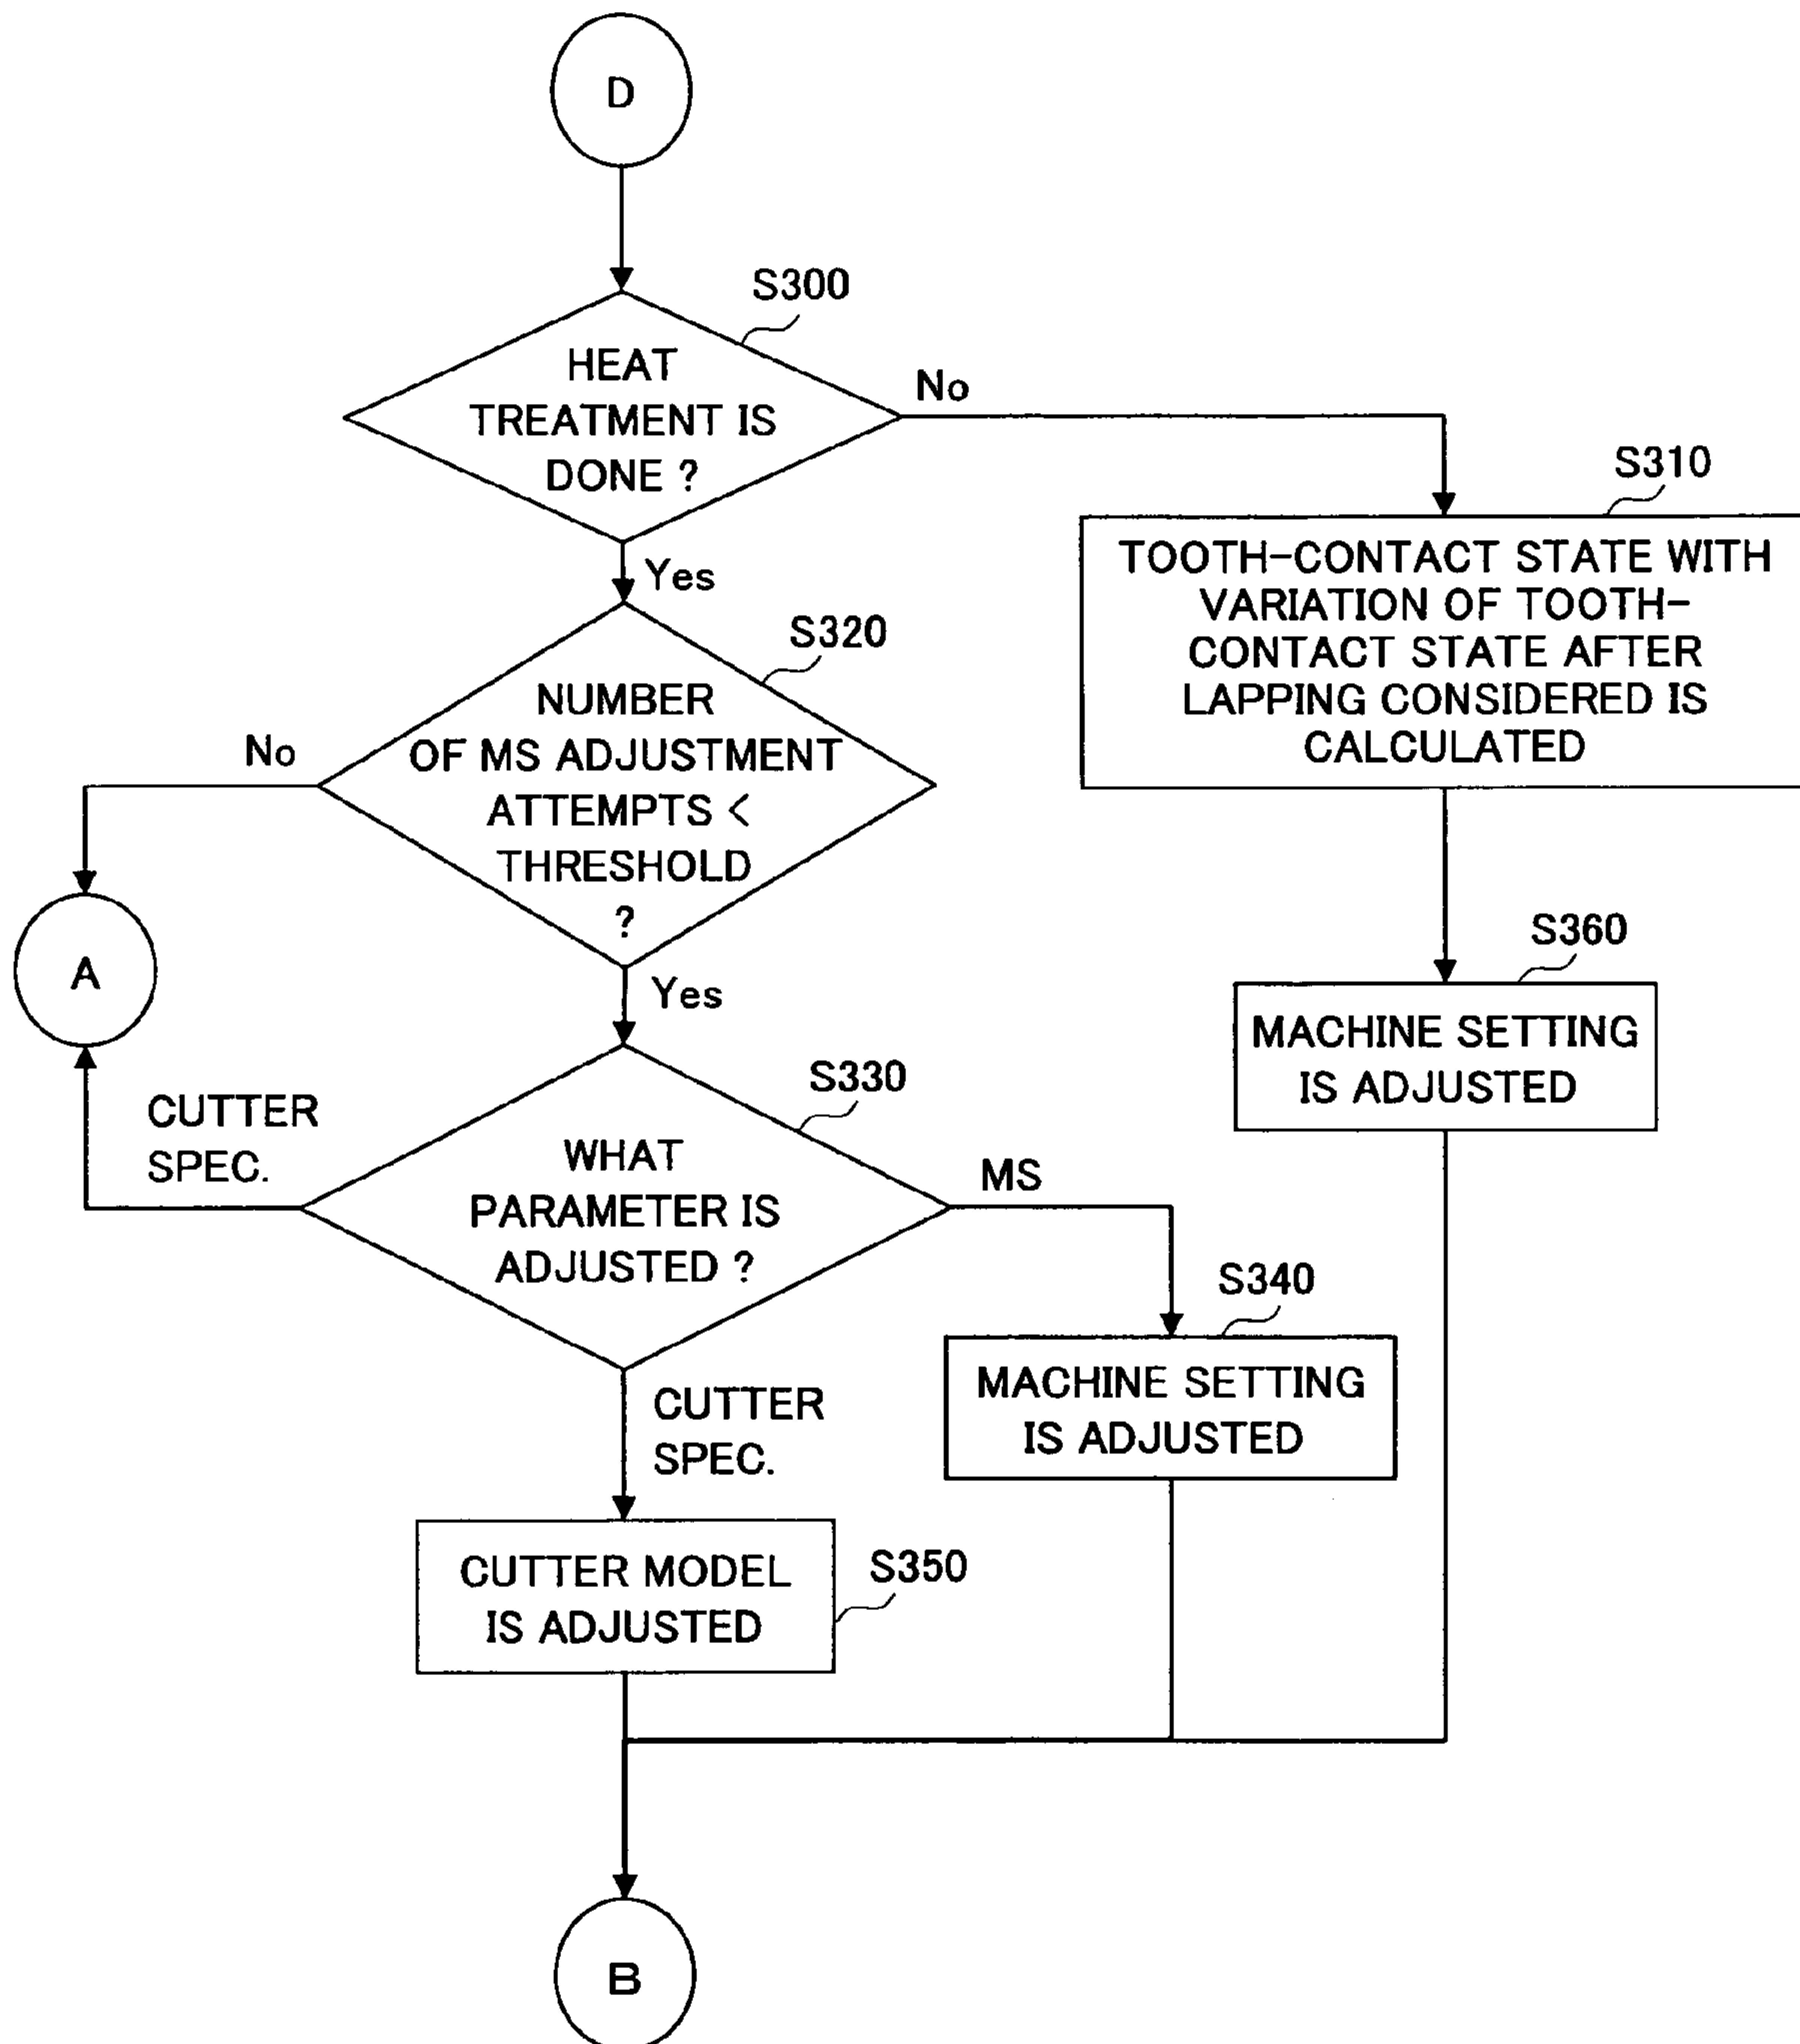 D
S300
HEAT
TREATMENT IS
DONE ?
No
S310
TOOTH-CONTACT STATE WITH
VARIATION OF TOOTH-
CONTACT STATE AFTER
LAPPING CONSIDERED IS
CALCULATED
Yes
S320
NUMBER
OF MS ADJUSTMENT
ATTEMPTS <
THRESHOLD
?
No
A
S360
MACHINE SETTING
IS ADJUSTED
Yes
S330
WHAT
PARAMETER IS
ADJUSTED ?
CUTTER
SPEC.
MS
S340
MACHINE SETTING
IS ADJUSTED
CUTTER
SPEC.
CUTTER MODEL
IS ADJUSTED
S350
B